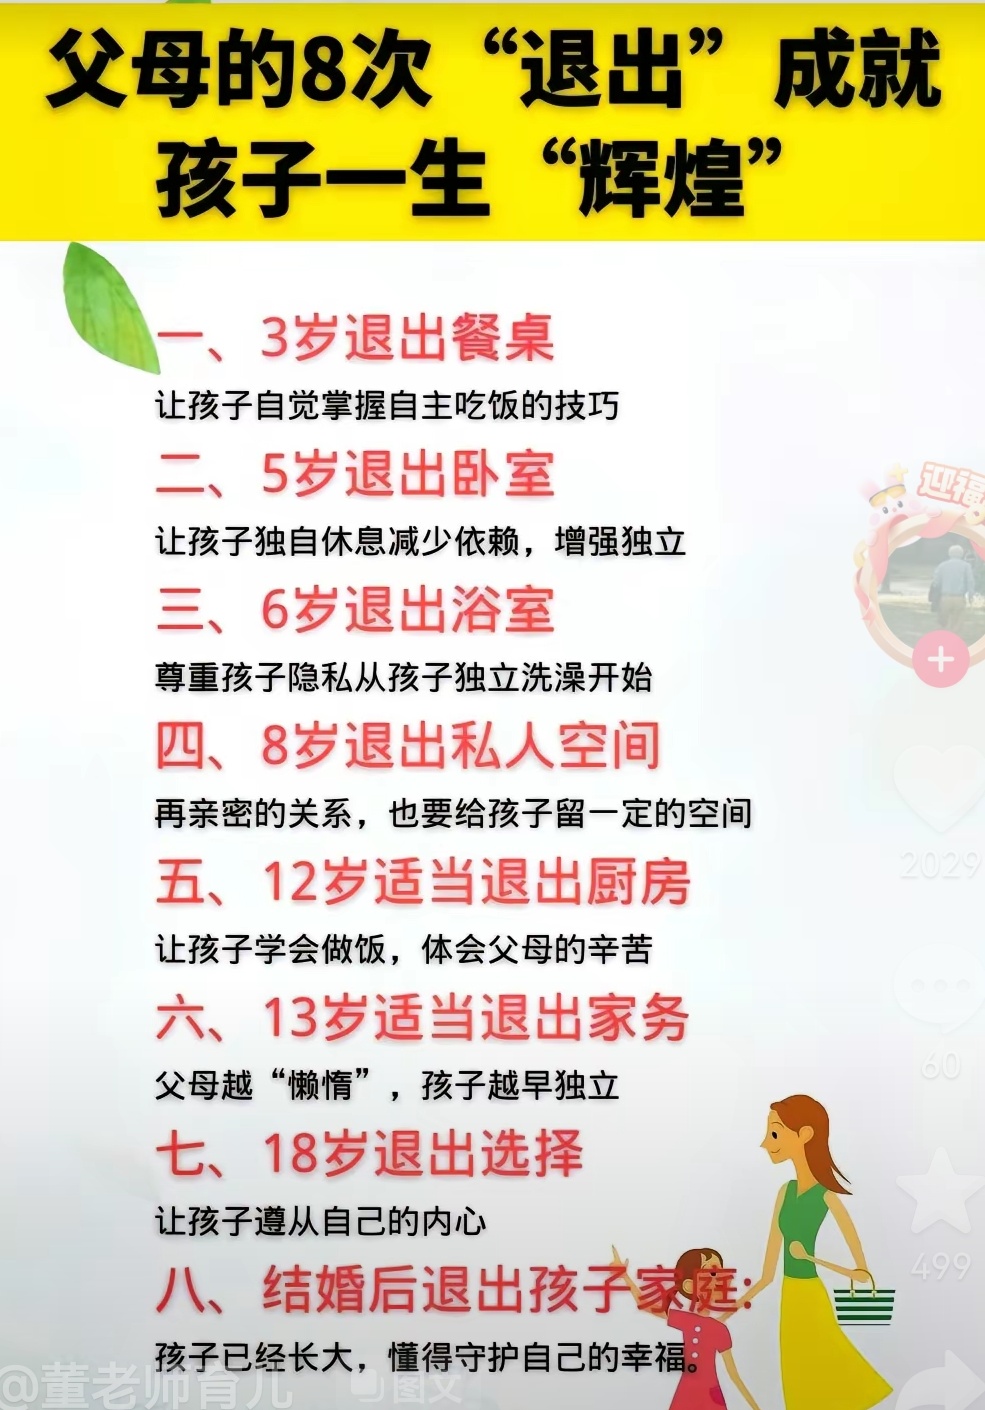 父母的8次“退出”成就
孩子一生“辉煌”
一、3岁退出餐桌
让孩子自觉掌握自主吃饭的技巧
二、5岁退出卧室
让孩子独自休息减少依赖，增强独立
三、6岁退出浴室
尊重孩子隐私从孩子独立洗澡开始
四、8岁退出私人空间
再亲密的关系，也要给孩子留一定的空间
五、12岁适当退出厨房
让孩子学会做饭，体会父母的辛苦
六、13岁适当退出家务
父母越“懒惰”，孩子越早独立
七、18岁退出选择
让孩子遵从自己的内心
八、结婚后退出孩子家庭:
孩子已经长大，懂得守护自己的幸福。
迎福
2029
60
499
@董老师育儿
图文